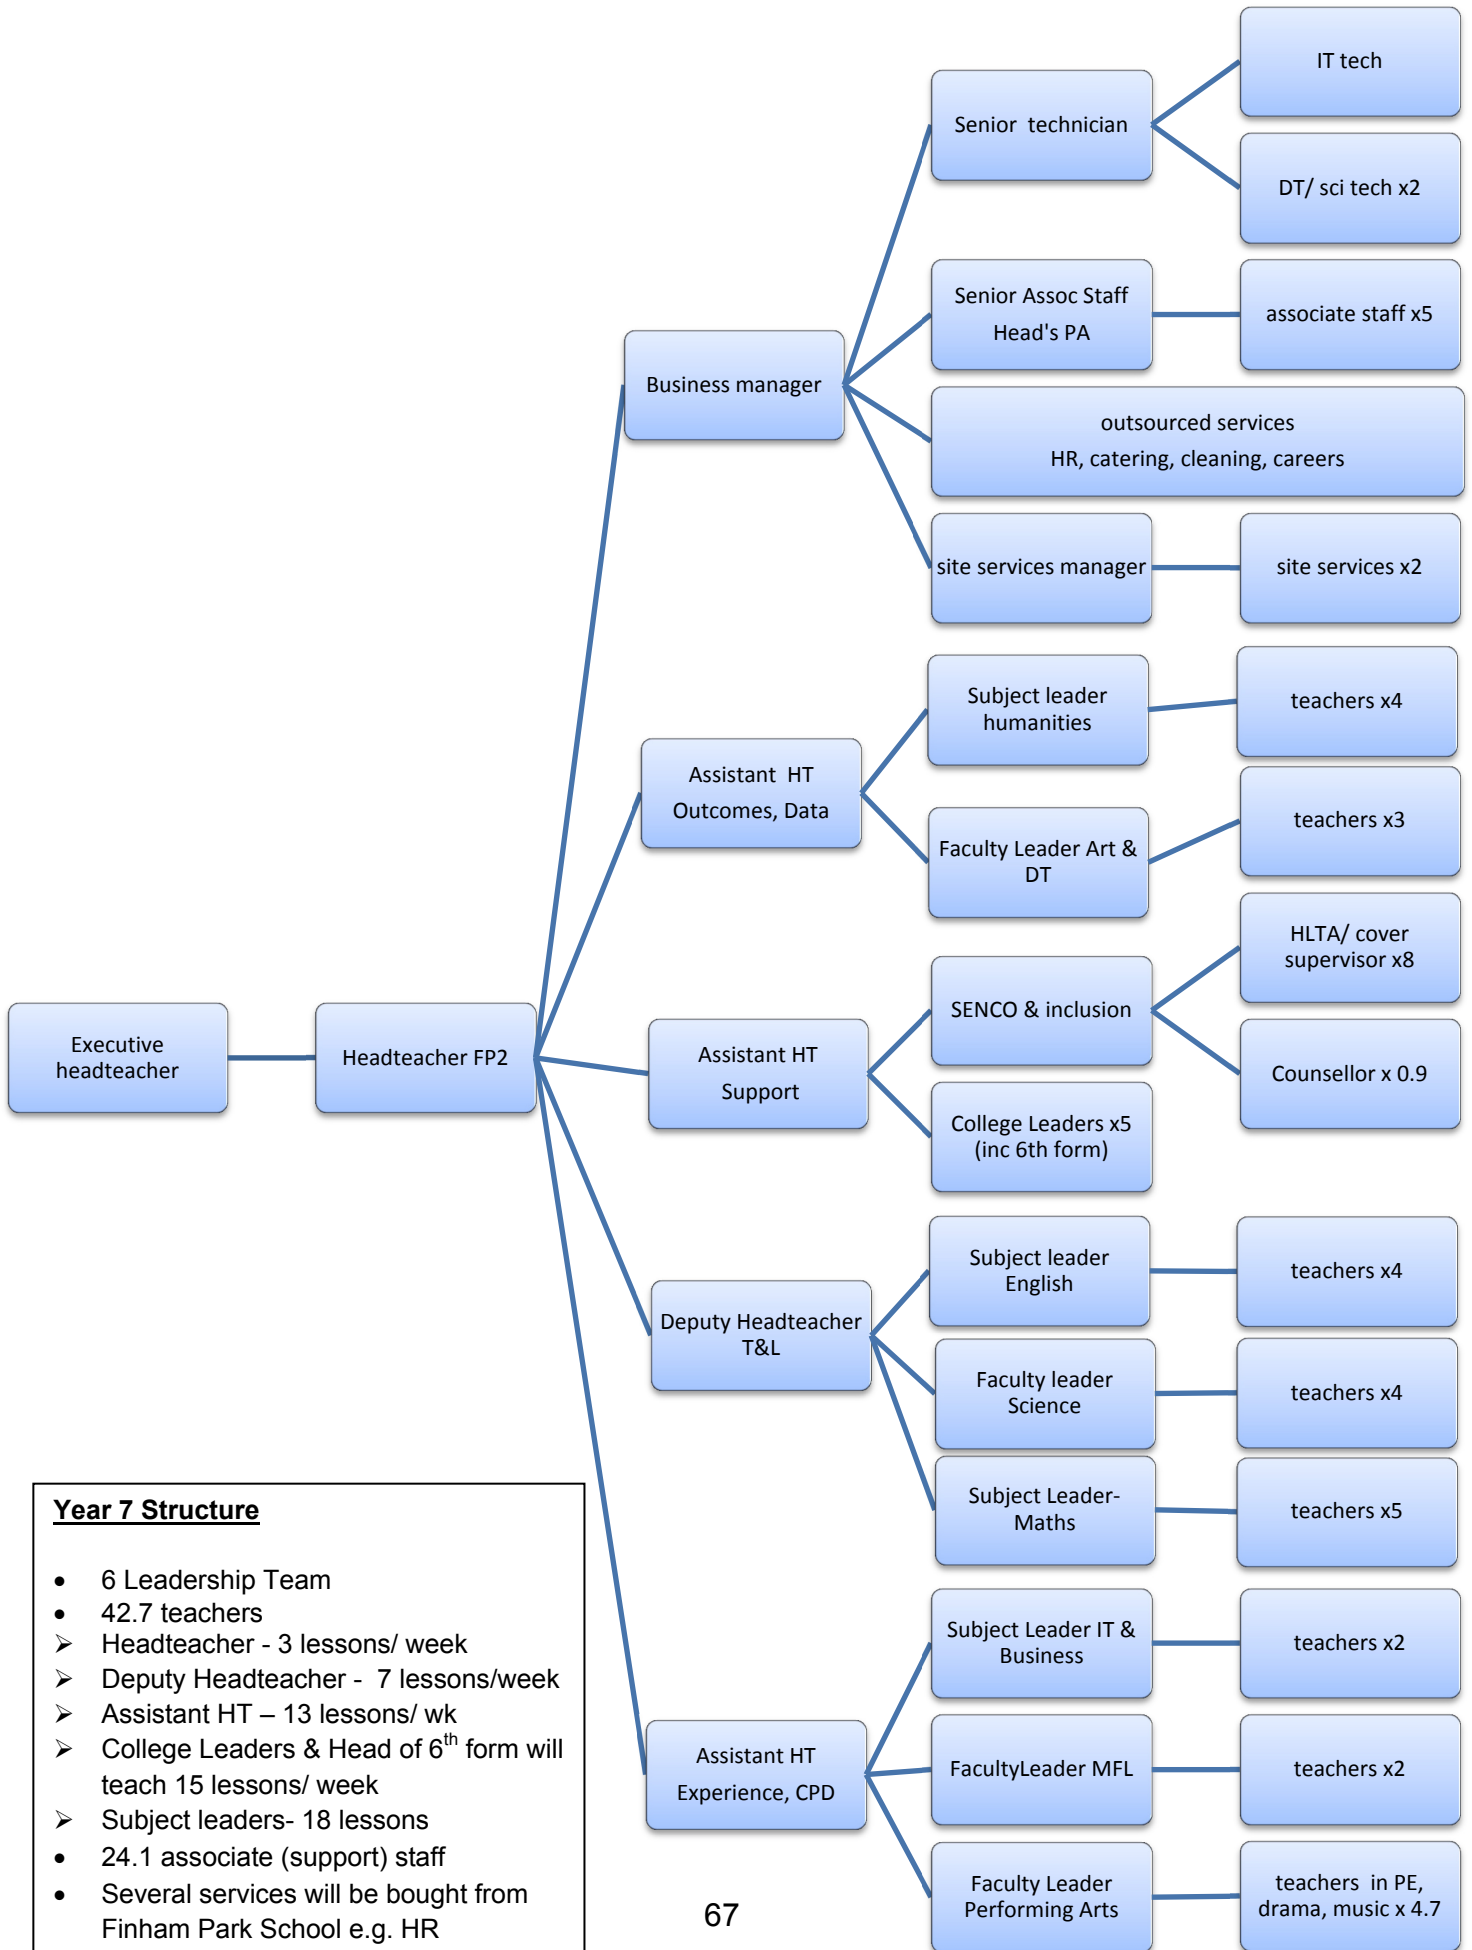 IT tech
Senior  technician
DT/ sci tech x2
Senior Assoc Staff
Head's PA
associate staff x5
Business manager
outsourced services
HR, catering, cleaning, careers
site services manager
site services x2
Subject leader
humanities
teachers x4
Assistant  HT
Outcomes, Data
Faculty Leader Art &
DT
teachers x3
HLTA/ cover
supervisor x8
SENCO & inclusion
Executive
headteacher
Headteacher FP2
Assistant HT
Support
Counsellor x 0.9
College Leaders x5
(inc 6th form)
Subject leader
English
teachers x4
Deputy Headteacher
T&L
Faculty leader
Science
teachers x4
Subject Leader-
Maths
teachers x5
Subject Leader IT &
Business
teachers x2
Assistant HT
Experience, CPD
FacultyLeader MFL
teachers x2
Faculty Leader
Performing Arts
teachers  in PE,
drama, music x 4.7
Year 7 Structure
• 6 Leadership Team
• 42.7 teachers
➢ Headteacher - 3 lessons/ week
➢ Deputy Headteacher -  7 lessons/week
➢ Assistant HT – 13 lessons/ wk
➢ College Leaders & Head of 6th form will
teach 15 lessons/ week
➢ Subject leaders- 18 lessons
• 24.1 associate (support) staff
• Several services will be bought from
Finham Park School e.g. HR
67